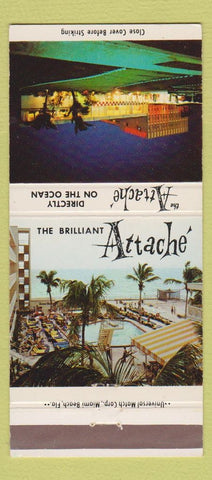 Close Cover Before Striking
the Attaché
DIRECTLY
ON THE OCEAN
THE BRILLIANT
Attaché
••Universal Match Corp., Miami Beach, Fla.••